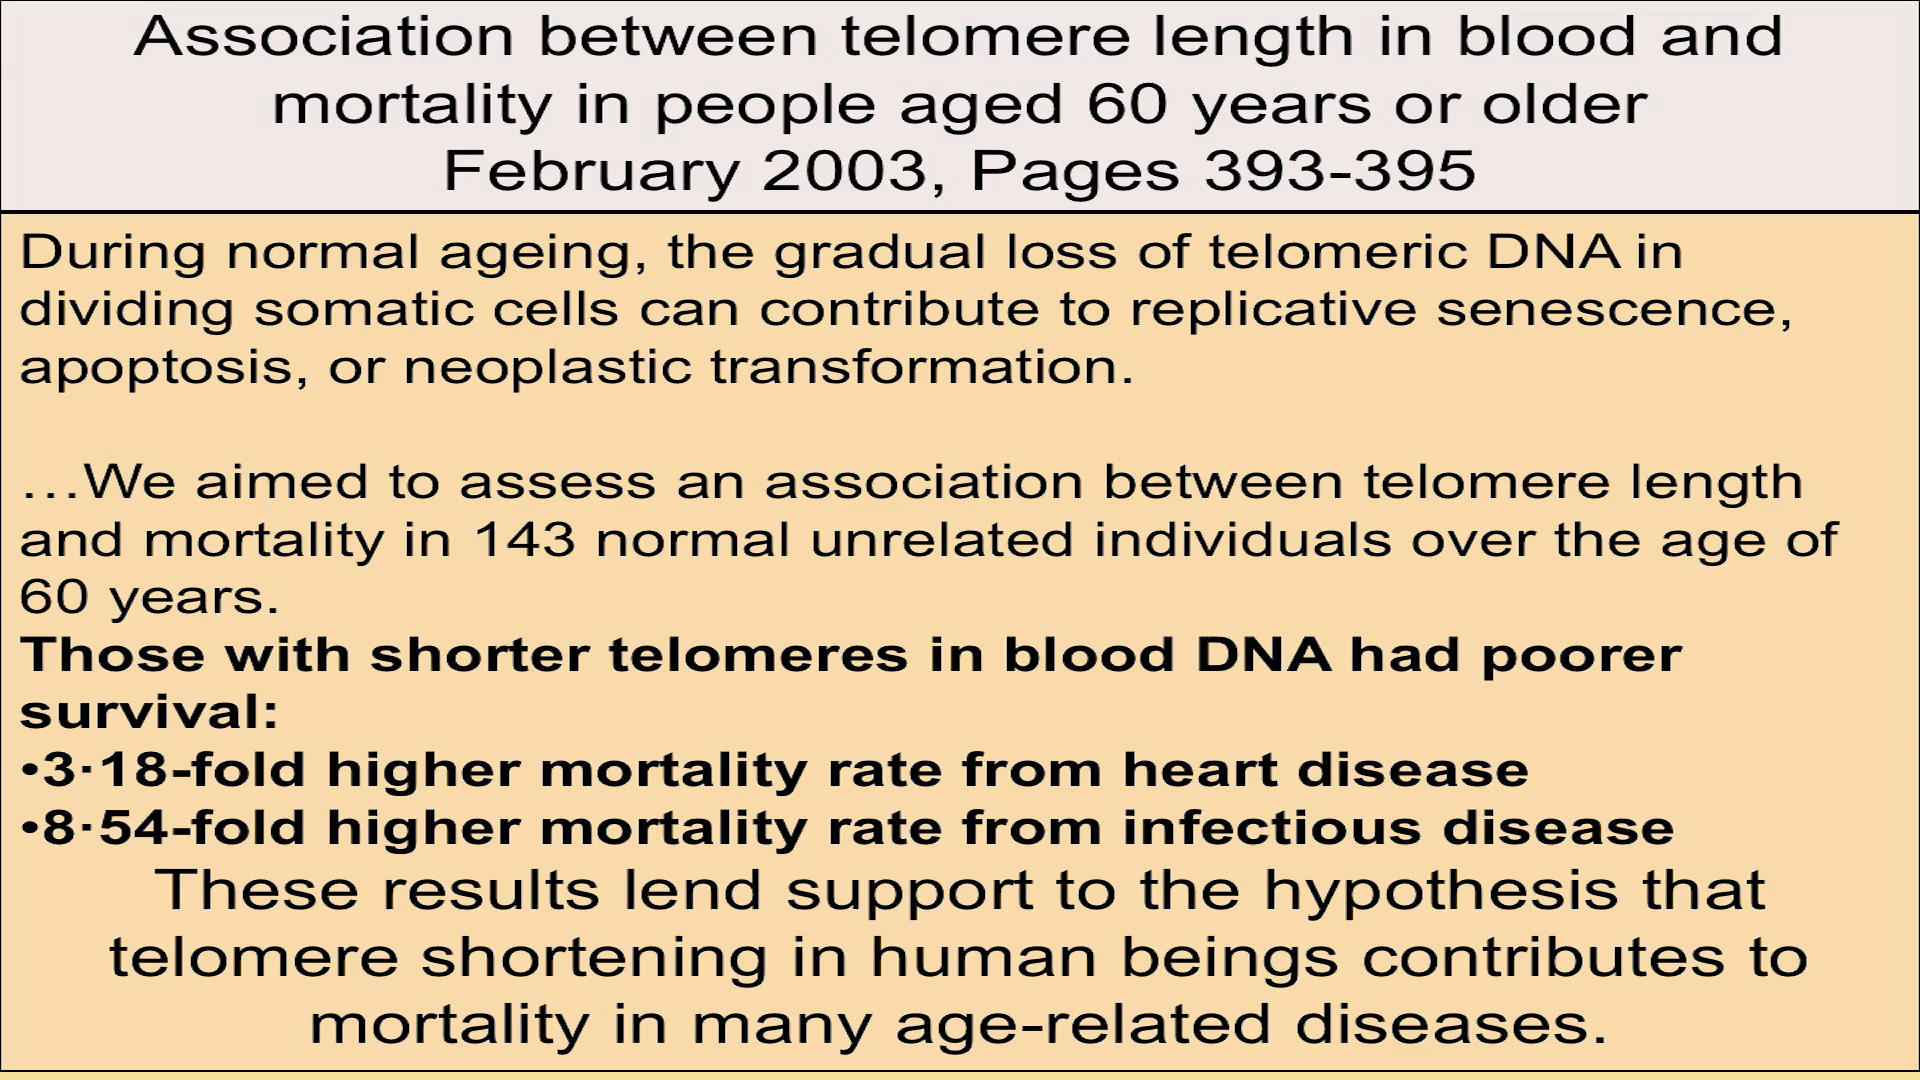 Association between telomere length in blood and
mortality in people aged 60 years or older
February 2003, Pages 393-395
During normal ageing, the gradual loss of telomeric DNA in
dividing somatic cells can contribute to replicative senescence,
apoptosis, or neoplastic transformation.
…We aimed to assess an association between telomere length
and mortality in 143 normal unrelated individuals over the age of
60 years.
Those with shorter telomeres in blood DNA had poorer
survival:
•3·18-fold higher mortality rate from heart disease
•8·54-fold higher mortality rate from infectious disease
These results lend support to the hypothesis that
telomere shortening in human beings contributes to
mortality in many age-related diseases.